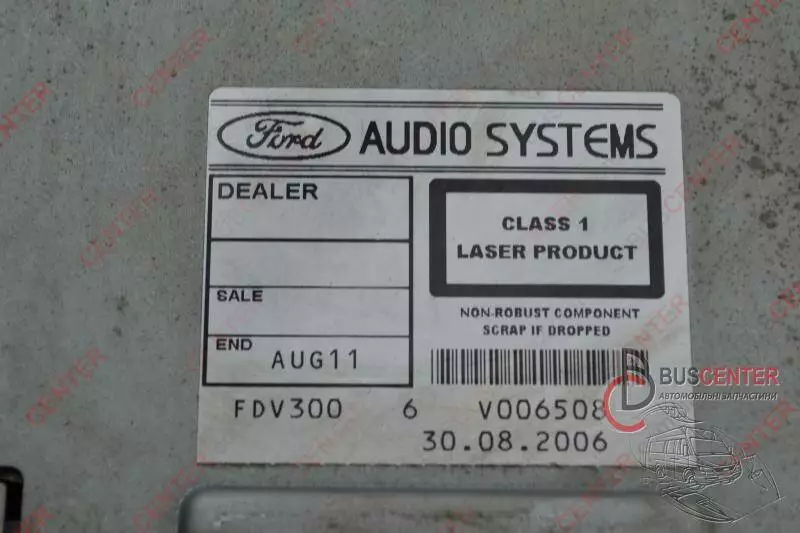 Ford AUDIO SYSTEMS
DEALER
CLASS 1
LASER PRODUCT
SALE
NON-ROBUST COMPONENT
SCRAP IF DROPPED
END AUG11
FDV300 6 V006508
30.08.2006
BUSCENTER
АВТОМОБІЛЬНІ ЗАПЧАСТИНИ
BUSCENTER